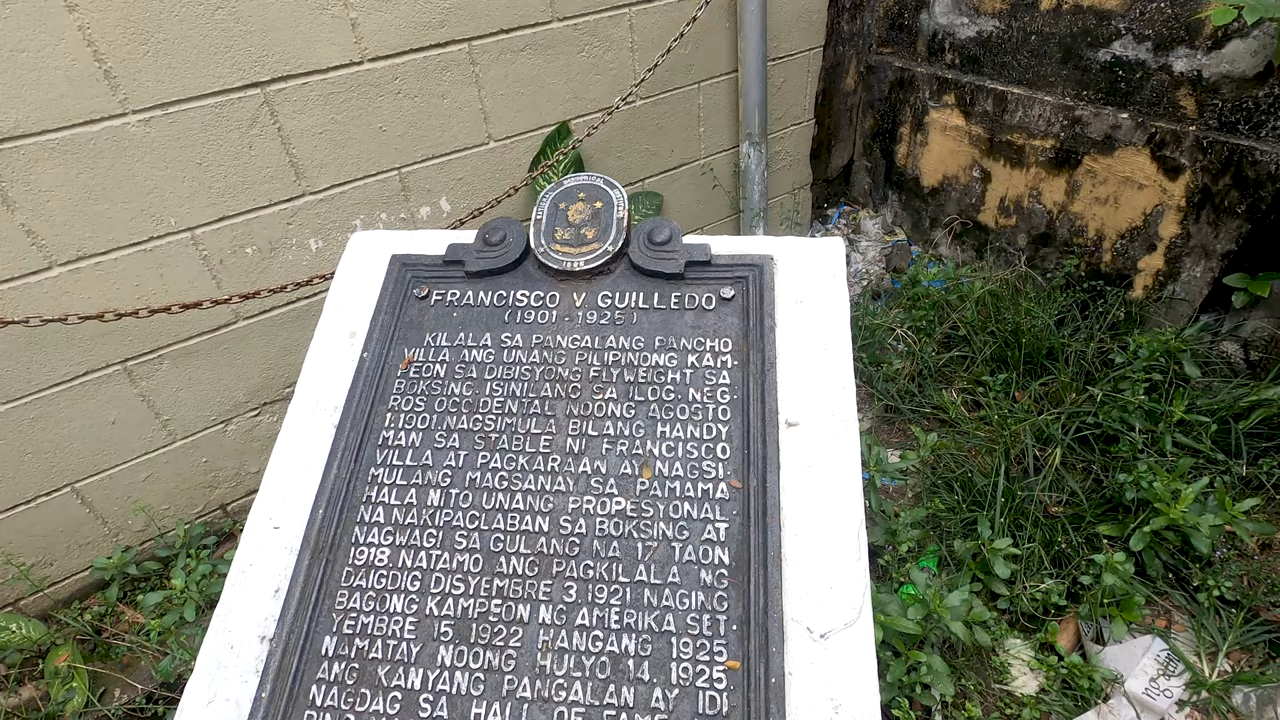 NATIONAL HISTORICAL INSTITUTE
FRANCISCO V. GUILLEDO
(1901 - 1925)
KILALA SA PANGALANG PANCHO
VILLA ANG UNANG PILIPINONG KAM-
PEON SA DIBISYONG FLYWEIGHT SA
BOKSING. ISINILANG SA ILOG, NEG-
ROS OCCIDENTAL NOONG AGOSTO
1, 1901. NAGSIMULA BILANG HANDY
MAN SA STABLE NI FRANCISCO
VILLA AT PAGKARAAN AY NAGSI-
MULANG MAGSANAY SA PAMAMA
HALA NITO UNANG PROPESYONAL-
NA NAKIPAGLABAN SA BOKSING AT
NAGWAGI SA GULANG NA 17 TAON
1918. NATAMO ANG PAGKILALA NG
DAIGDIG DISYEMBRE 3, 1921 NAGING
BAGONG KAMPEON NG AMERIKA SET-
YEMBRE 15, 1922 HANGANG 1925
NAMATAY NOONG HULYO 14, 1925.
ANG KANYANG PANGALAN AY IDI
NAGDAG SA HALL OF FAME